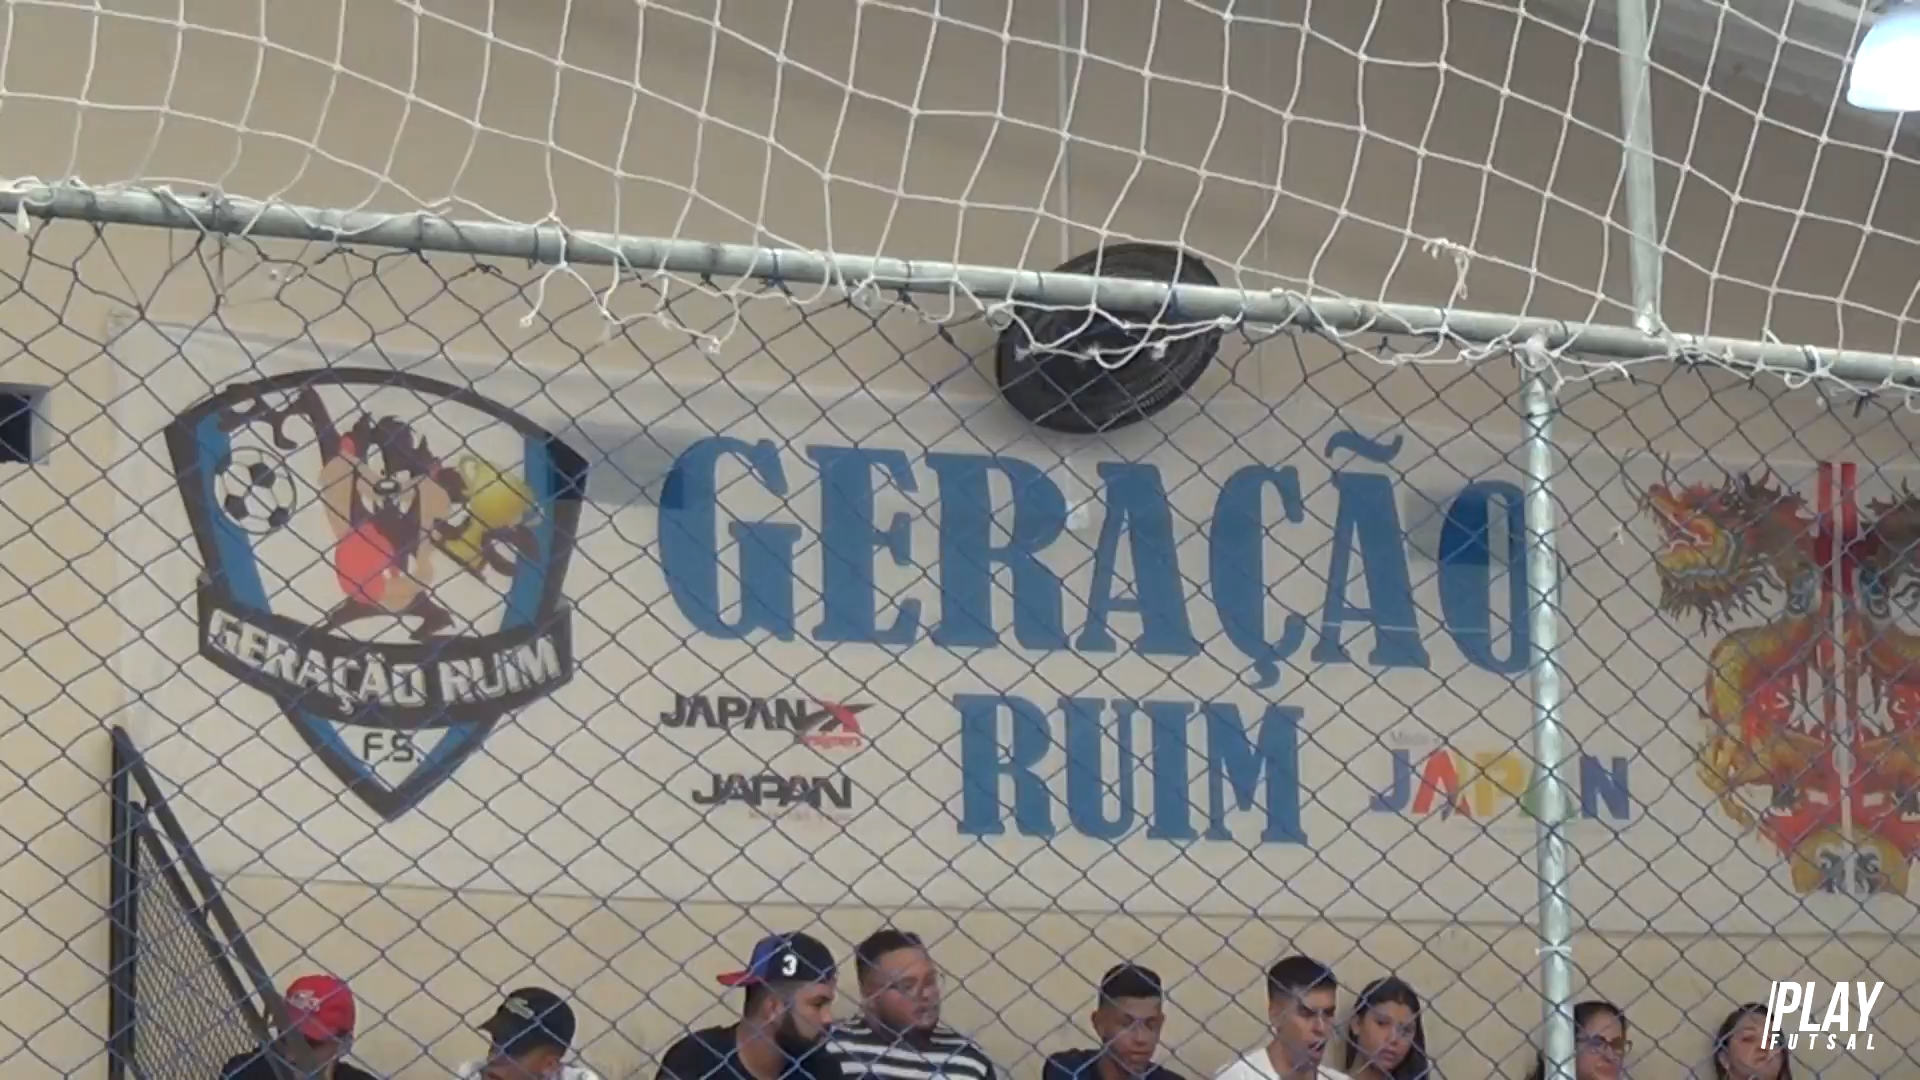 GERAÇÃO
RUIM
GERAÇÃO RUIM
F.S.
JAPAN
JAPAN
JAPAN
3
PLAY
FUTSAL